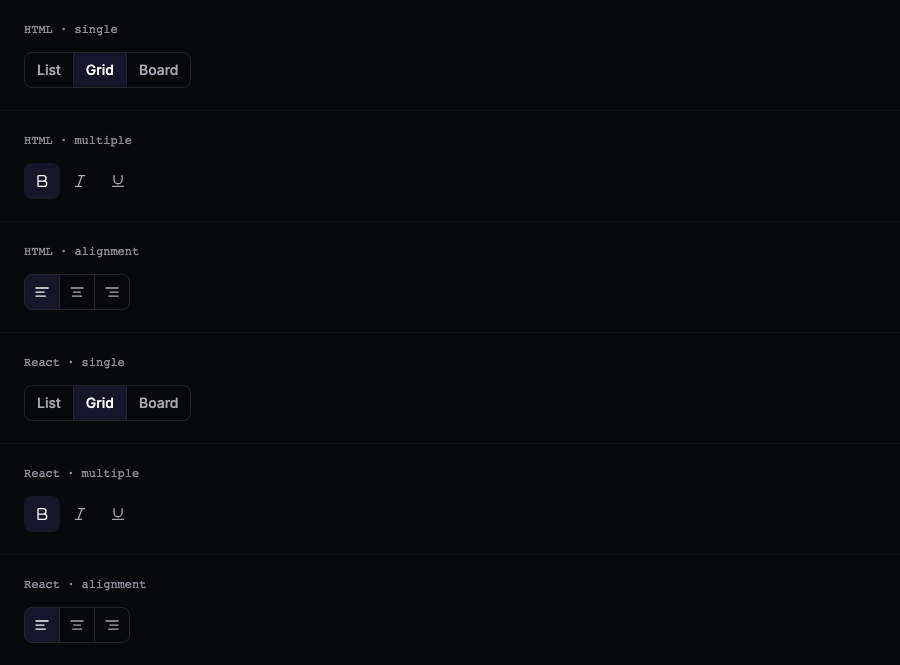 HTML • single
List Grid Board
HTML • multiple
B I U
HTML • alignment
React • single
List Grid Board
React • multiple
B I U
React • alignment